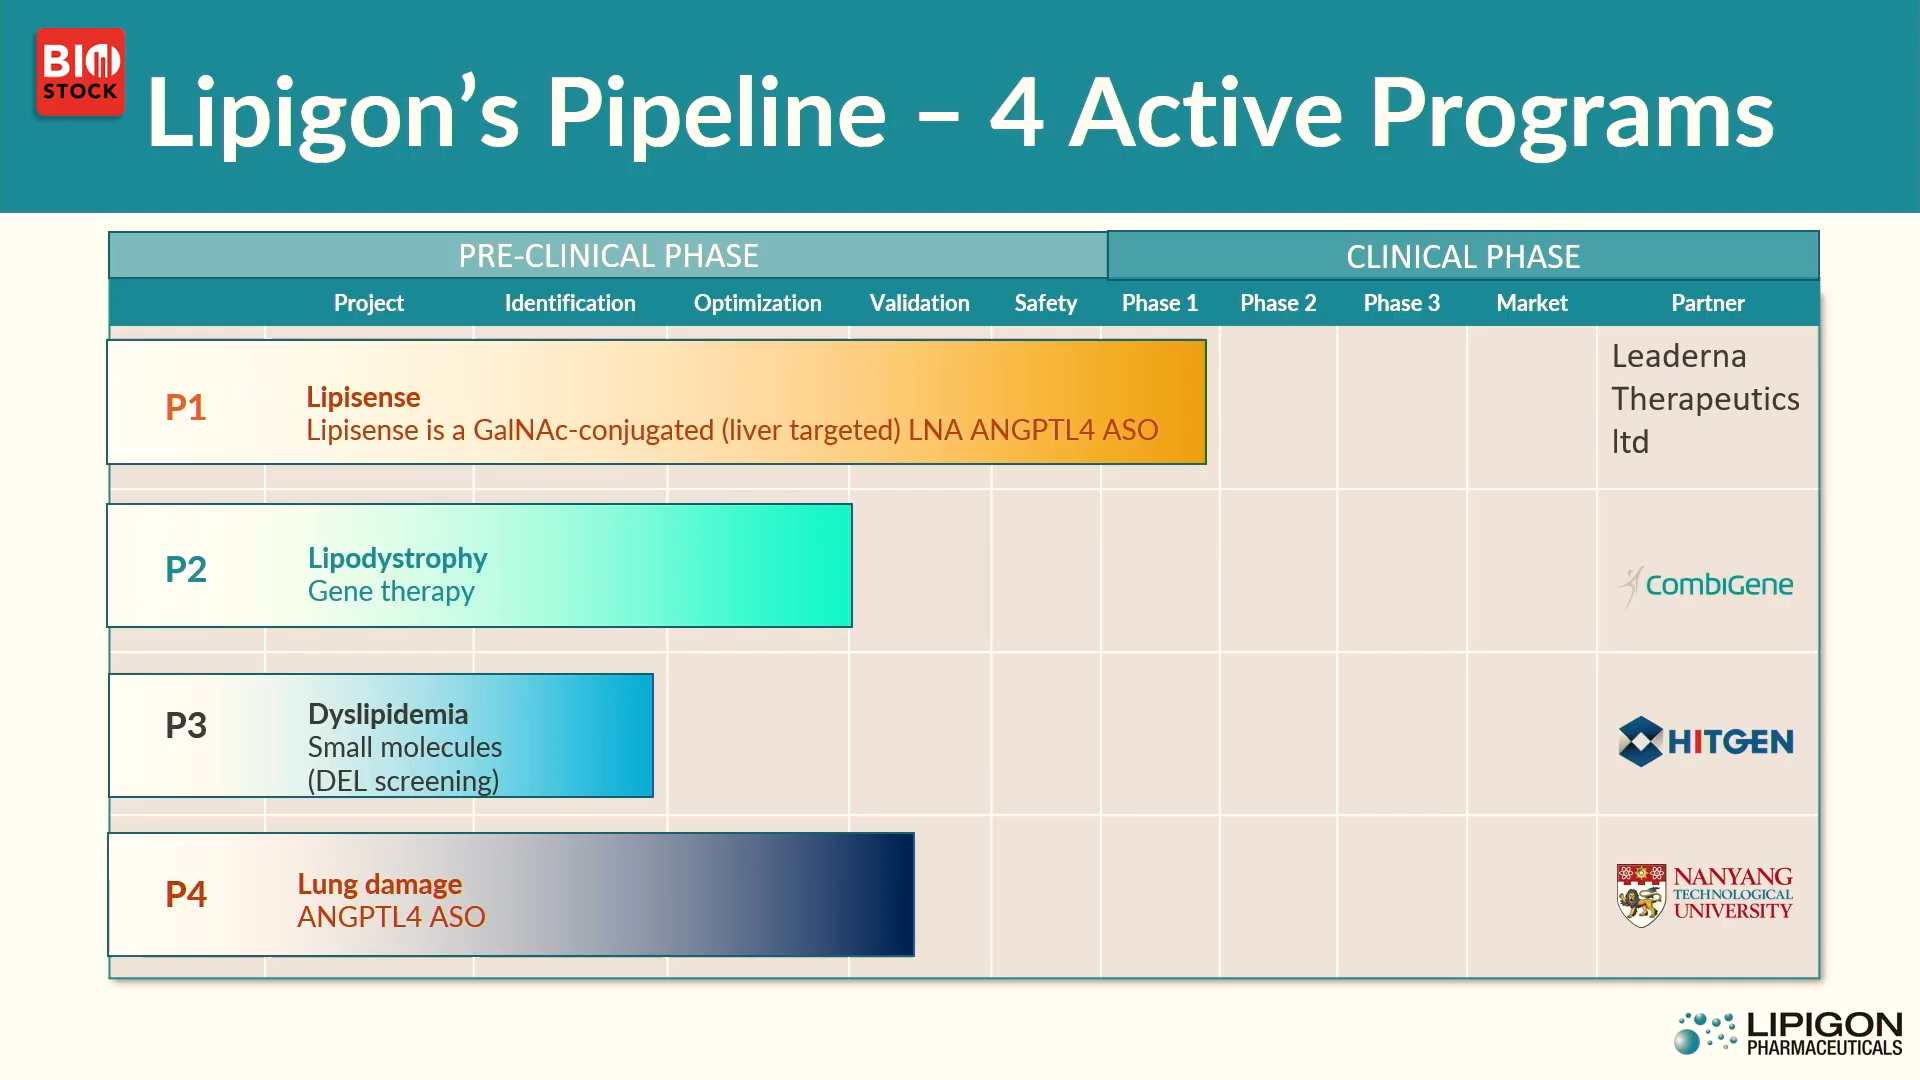 BIO
STOCK
Lipigon’s Pipeline – 4 Active Programs
PRE-CLINICAL PHASE
CLINICAL PHASE
Project
Identification
Optimization
Validation
Safety
Phase 1
Phase 2
Phase 3
Market
Partner
P1
Lipisense
Lipisense is a GalNAc-conjugated (liver targeted) LNA ANGPTL4 ASO
Leaderna
Therapeutics
ltd
P2
Lipodystrophy
Gene therapy
CombiGene
P3
Dyslipidemia
Small molecules
(DEL screening)
HITGEN
P4
Lung damage
ANGPTL4 ASO
NANYANG
TECHNOLOGICAL
UNIVERSITY
LIPIGON
PHARMACEUTICALS